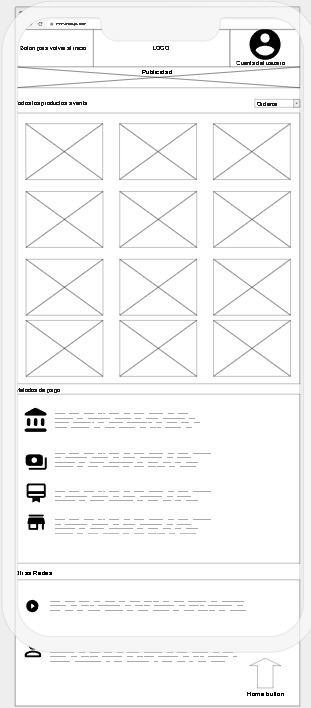 Boton para volver al inicio
LOGO
Cuenta del usuario
Publicidad
odos los productos a venta
Ordenar
Metodos de pago
Otras Redes
Home button